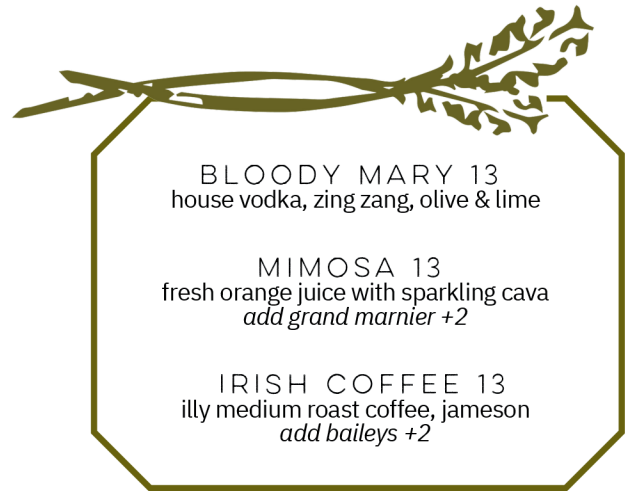 BLOODY MARY 13
house vodka, zing zang, olive & lime
MIMOSA 13
fresh orange juice with sparkling cava
add grand marnier +2
IRISH COFFEE 13
illy medium roast coffee, jameson
add baileys +2